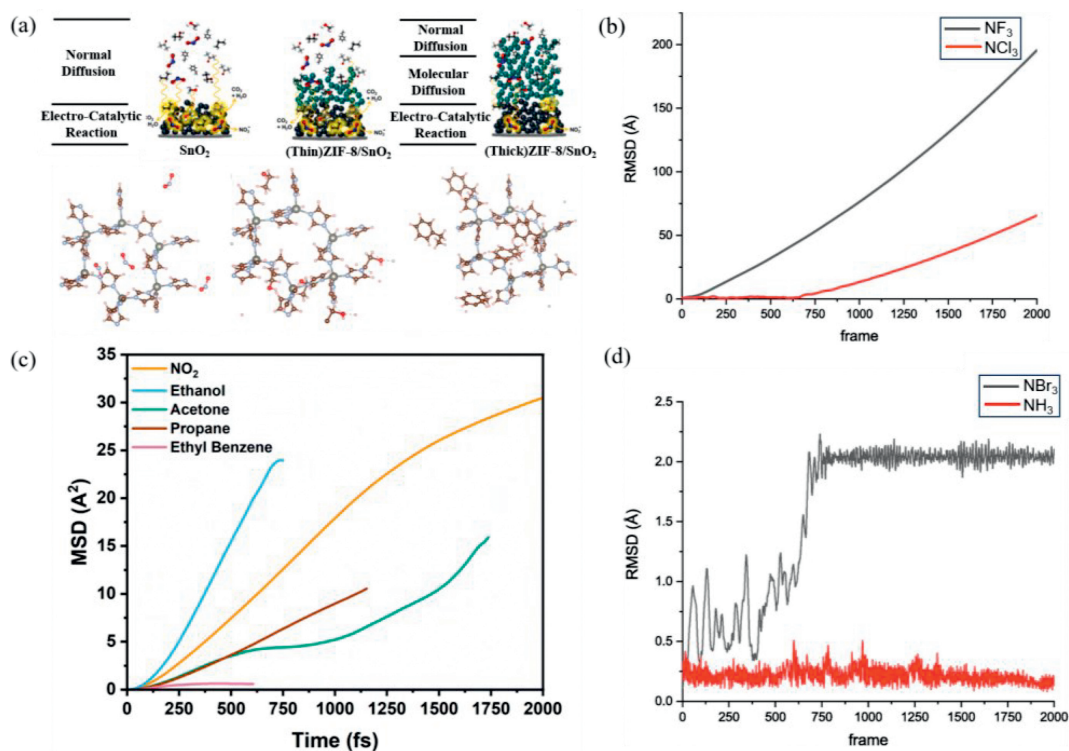 (a)
Normal
Diffusion
Electro-Catalytic
Reaction
CO₂
+ H₂O
NO₂⁻
SnO₂
(Thin)ZIF-8/SnO₂
Normal
Diffusion
Molecular
Diffusion
Electro-Catalytic
Reaction
(Thick)ZIF-8/SnO₂
(b)
NF₃
NCl₃
RMSD (Å)
200
150
100
50
0
0 250 500 750 1000 1250 1500 1750 2000
frame
(c)
NO₂
Ethanol
Acetone
Propane
Ethyl Benzene
MSD (A²)
35
30
25
20
15
10
5
0
0 250 500 750 1000 1250 1500 1750 2000
Time (fs)
(d)
NBr₃
NH₃
RMSD (Å)
2.5
2.0
1.5
1.0
0.5
0.0
0 250 500 750 1000 1250 1500 1750 2000
frame